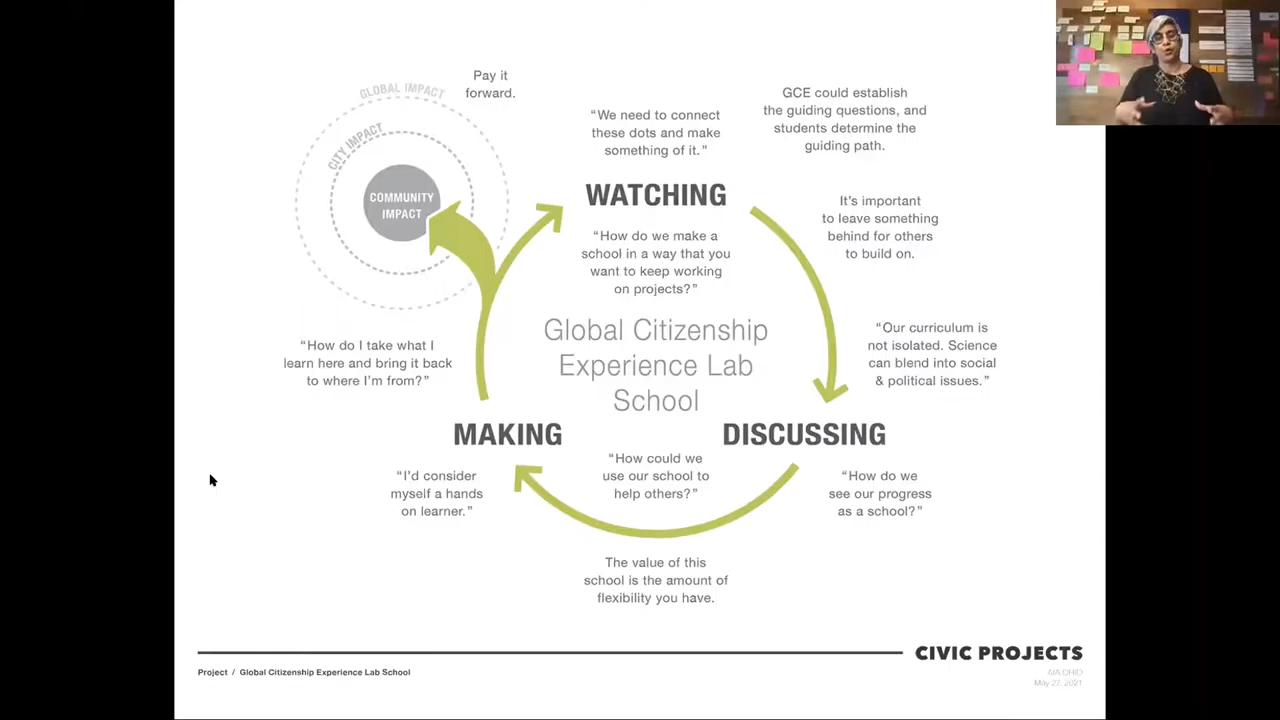 GLOBAL IMPACT
CITY IMPACT
COMMUNITY
IMPACT
Pay it
forward.
“We need to connect
these dots and make
something of it.”
GCE could establish
the guiding questions, and
students determine the
guiding path.
WATCHING
It's important
to leave something
behind for others
to build on.
“How do we make a
school in a way that you
want to keep working
on projects?”
Global Citizenship
Experience Lab
School
“Our curriculum is
not isolated. Science
can blend into social
& political issues.”
“How do I take what I
learn here and bring it back
to where I'm from?”
MAKING
DISCUSSING
“I'd consider
myself a hands
on learner.”
“How could we
use our school to
help others?”
“How do we
see our progress
as a school?”
The value of this
school is the amount of
flexibility you have.
CIVIC PROJECTS
Project / Global Citizenship Experience Lab School
AIA OHIO
May 27, 2021